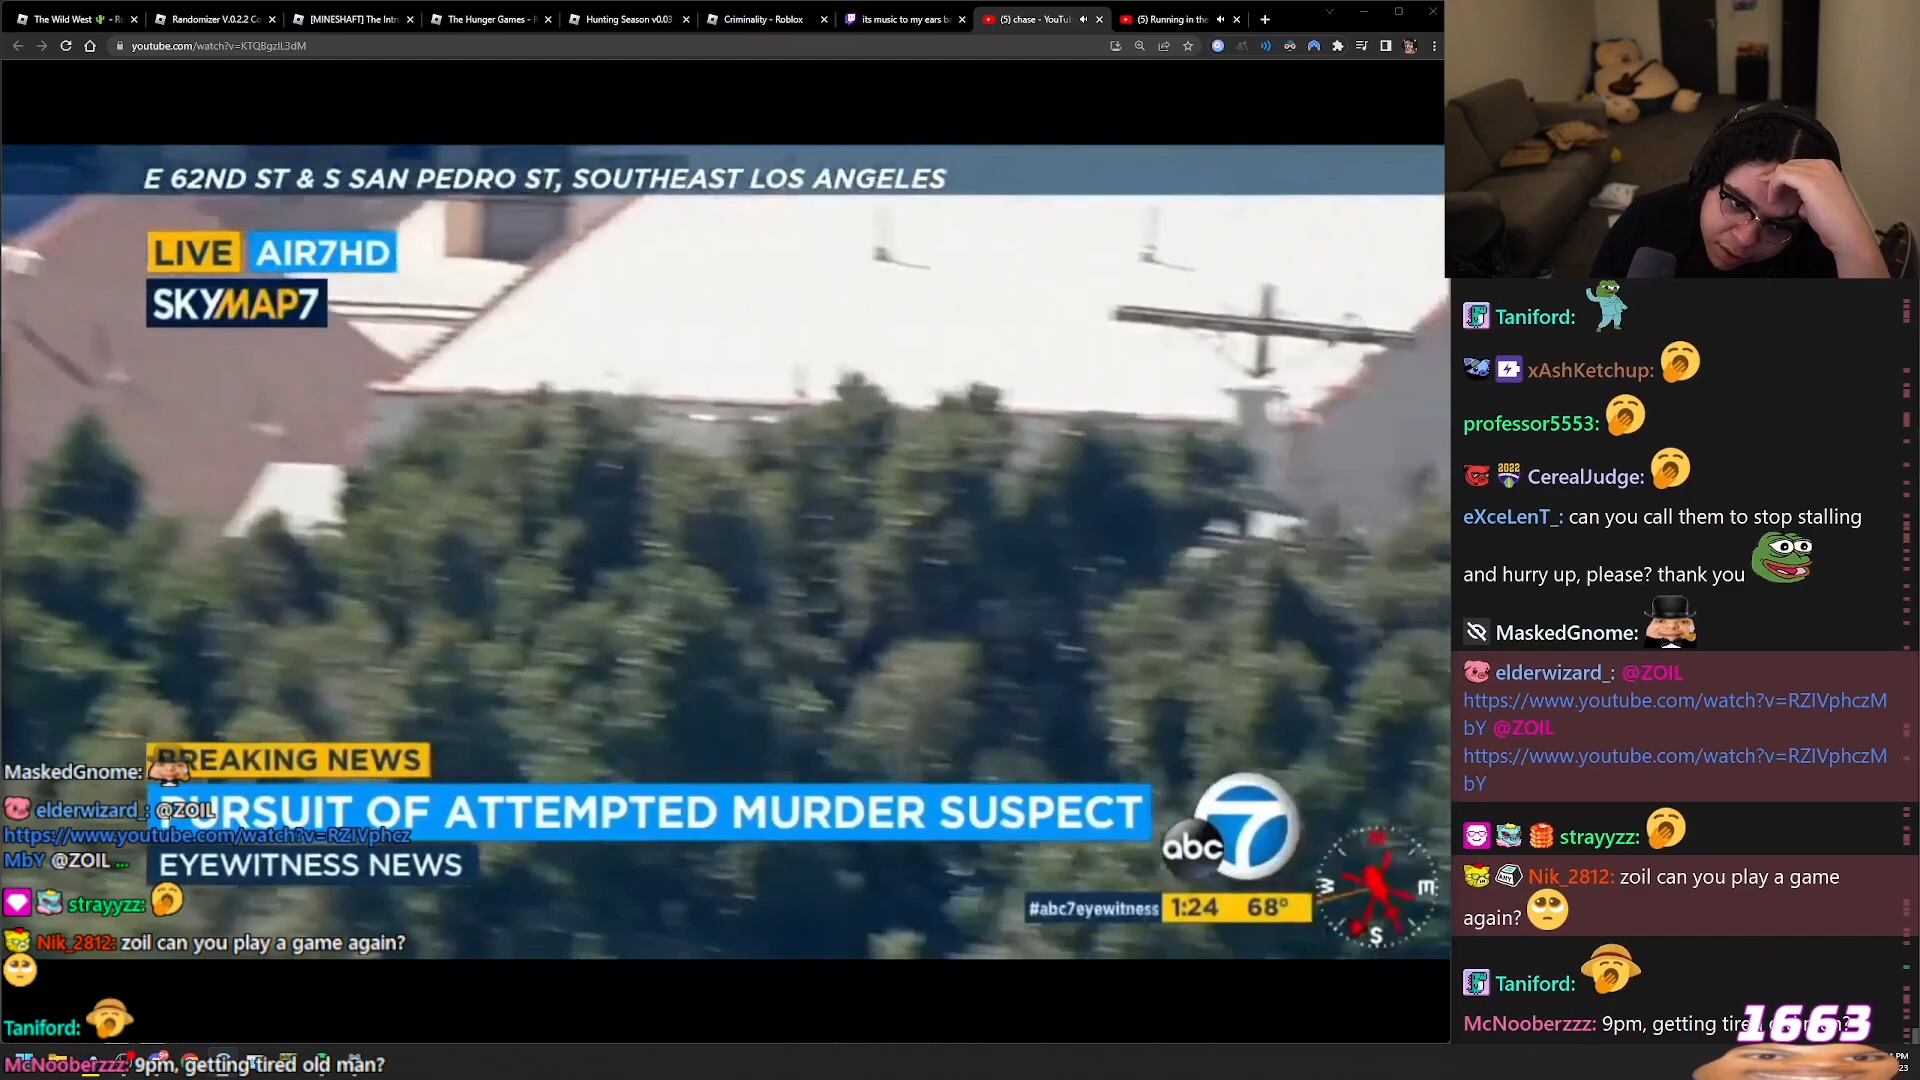 The Wild West
Randomizer V.0.2.2 Co
[MINESHAFT] The Intr
The Hunger Games - R
Hunting Season v0.03
Criminality - Roblox
its music to my ears ba
(5) chase - YouTub
(5) Running in the
youtube.com/watch?v=KTQBgzlL3dM
E 62ND ST & S SAN PEDRO ST, SOUTHEAST LOS ANGELES
LIVE AIR7HD
SKYMAP7
BREAKING NEWS
PURSUIT OF ATTEMPTED MURDER SUSPECT
EYEWITNESS NEWS
abc 7
#abc7eyewitness 1:24 68°
W E S
MaskedGnome:
elderwizard_: @ZOIL
https://www.youtube.com/watch?v=RZIVphcz
MbY @ZOIL ...
strayyzz:
Nik_2812: zoil can you play a game again?
Taniford:
McNooberzzz: 9pm, getting tired old man?
Taniford:
xAshKetchup:
professor5553:
2022 CerealJudge:
eXceLenT_: can you call them to stop stalling
and hurry up, please? thank you
MaskedGnome:
elderwizard_: @ZOIL
https://www.youtube.com/watch?v=RZIVphczM
bY @ZOIL
https://www.youtube.com/watch?v=RZIVphczM
bY
strayyzz:
Nik_2812: zoil can you play a game
again?
Taniford:
McNooberzzz: 9pm, getting
1663